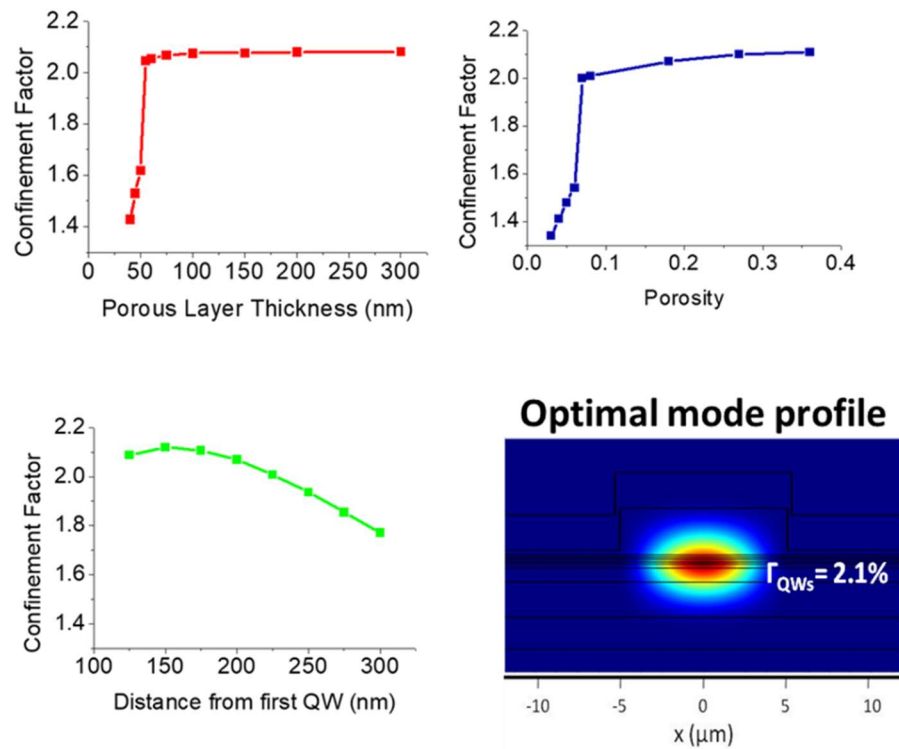 2.2
2.0
1.8
1.6
1.4
Confinement Factor
0 50 100 150 200 250 300
Porous Layer Thickness (nm)
2.2
2.0
1.8
1.6
1.4
Confinement Factor
0.0 0.1 0.2 0.3 0.4
Porosity
2.2
2.0
1.8
1.6
1.4
Confinement Factor
100 150 200 250 300
Distance from first QW (nm)
Optimal mode profile
ΓQWs= 2.1%
-10 -5 0 5 10
x (μm)